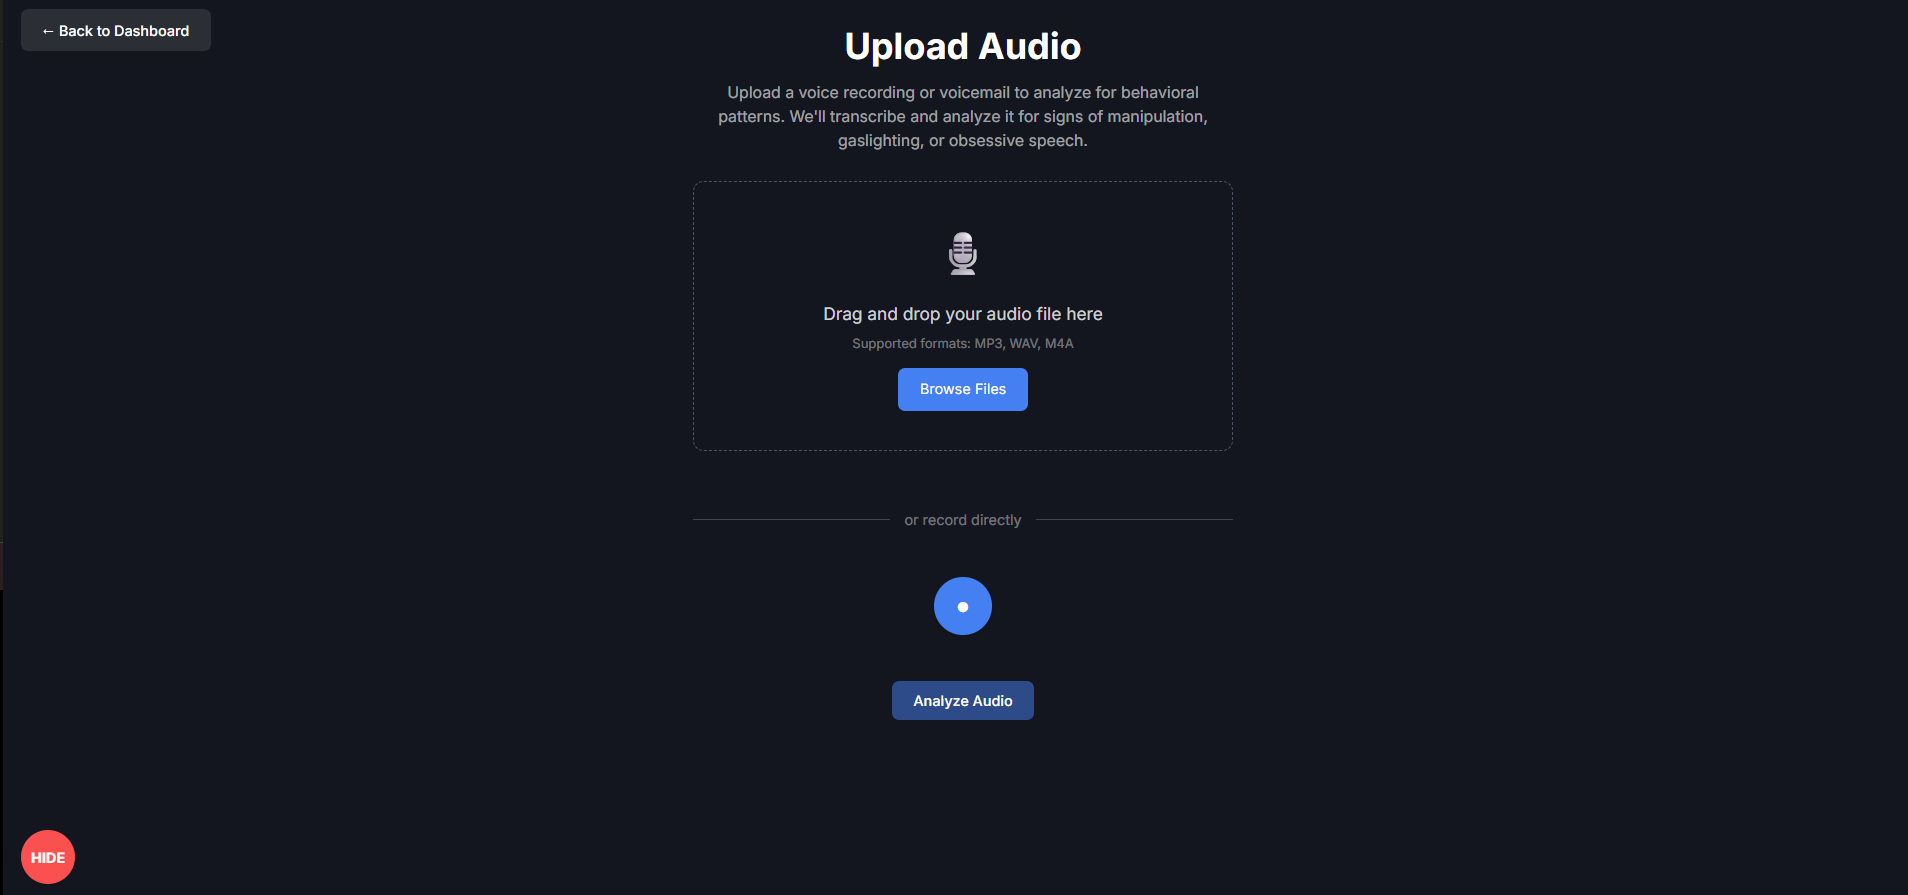 ← Back to Dashboard
Upload Audio
Upload a voice recording or voicemail to analyze for behavioral
patterns. We'll transcribe and analyze it for signs of manipulation,
gaslighting, or obsessive speech.
Drag and drop your audio file here
Supported formats: MP3, WAV, M4A
Browse Files
or record directly
Analyze Audio
HIDE